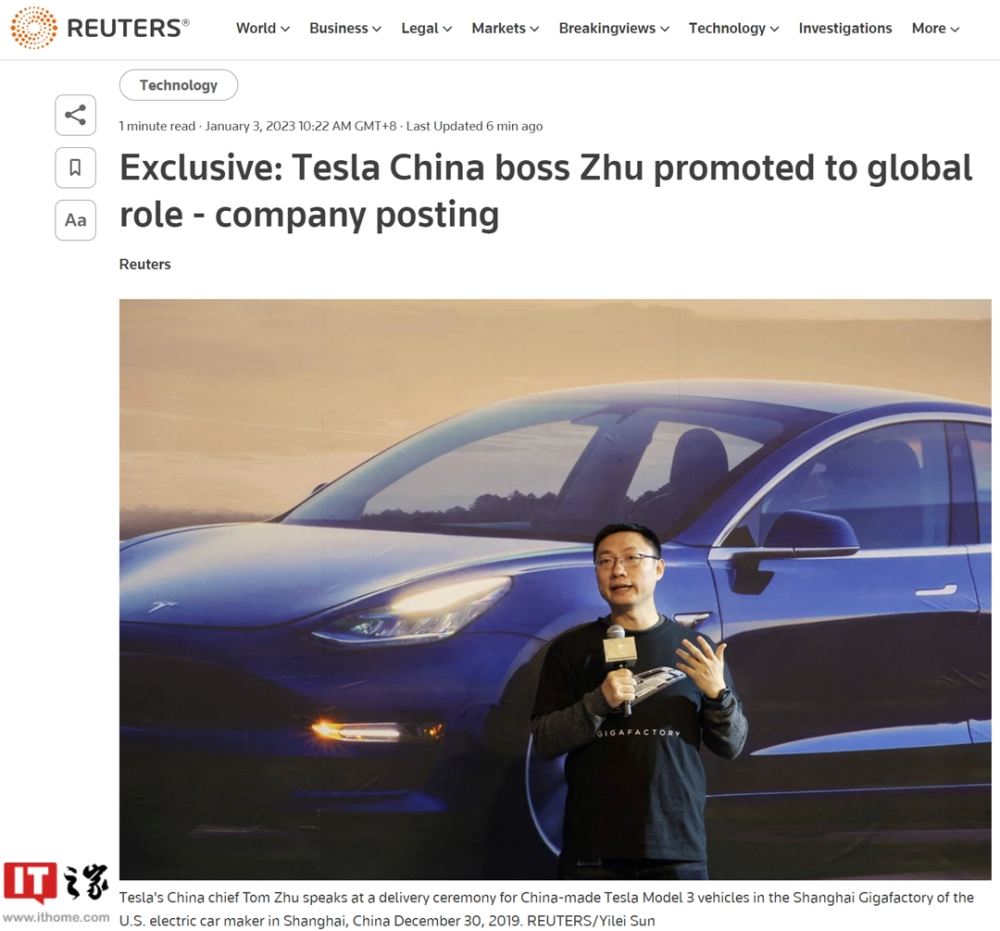 REUTERS®
World Business Legal Markets Breakingviews Technology Investigations More
Technology
1 minute read · January 3, 2023 10:22 AM GMT+8 · Last Updated 6 min ago
Exclusive: Tesla China boss Zhu promoted to global
role - company posting
Aa
Reuters
GIGAFACTORY
IT之家
www.ithome.com
Tesla's China chief Tom Zhu speaks at a delivery ceremony for China-made Tesla Model 3 vehicles in the Shanghai Gigafactory of the
U.S. electric car maker in Shanghai, China December 30, 2019. REUTERS/Yilei Sun